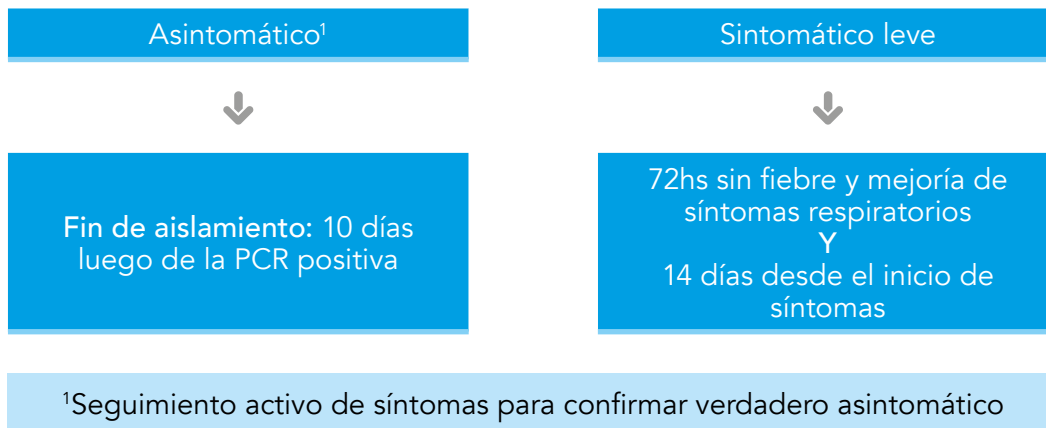 Asintomático¹
Sintomático leve
Fin de aislamiento: 10 días
luego de la PCR positiva
72hs sin fiebre y mejoría de
síntomas respiratorios
Y
14 días desde el inicio de
síntomas
¹Seguimiento activo de síntomas para confirmar verdadero asintomático